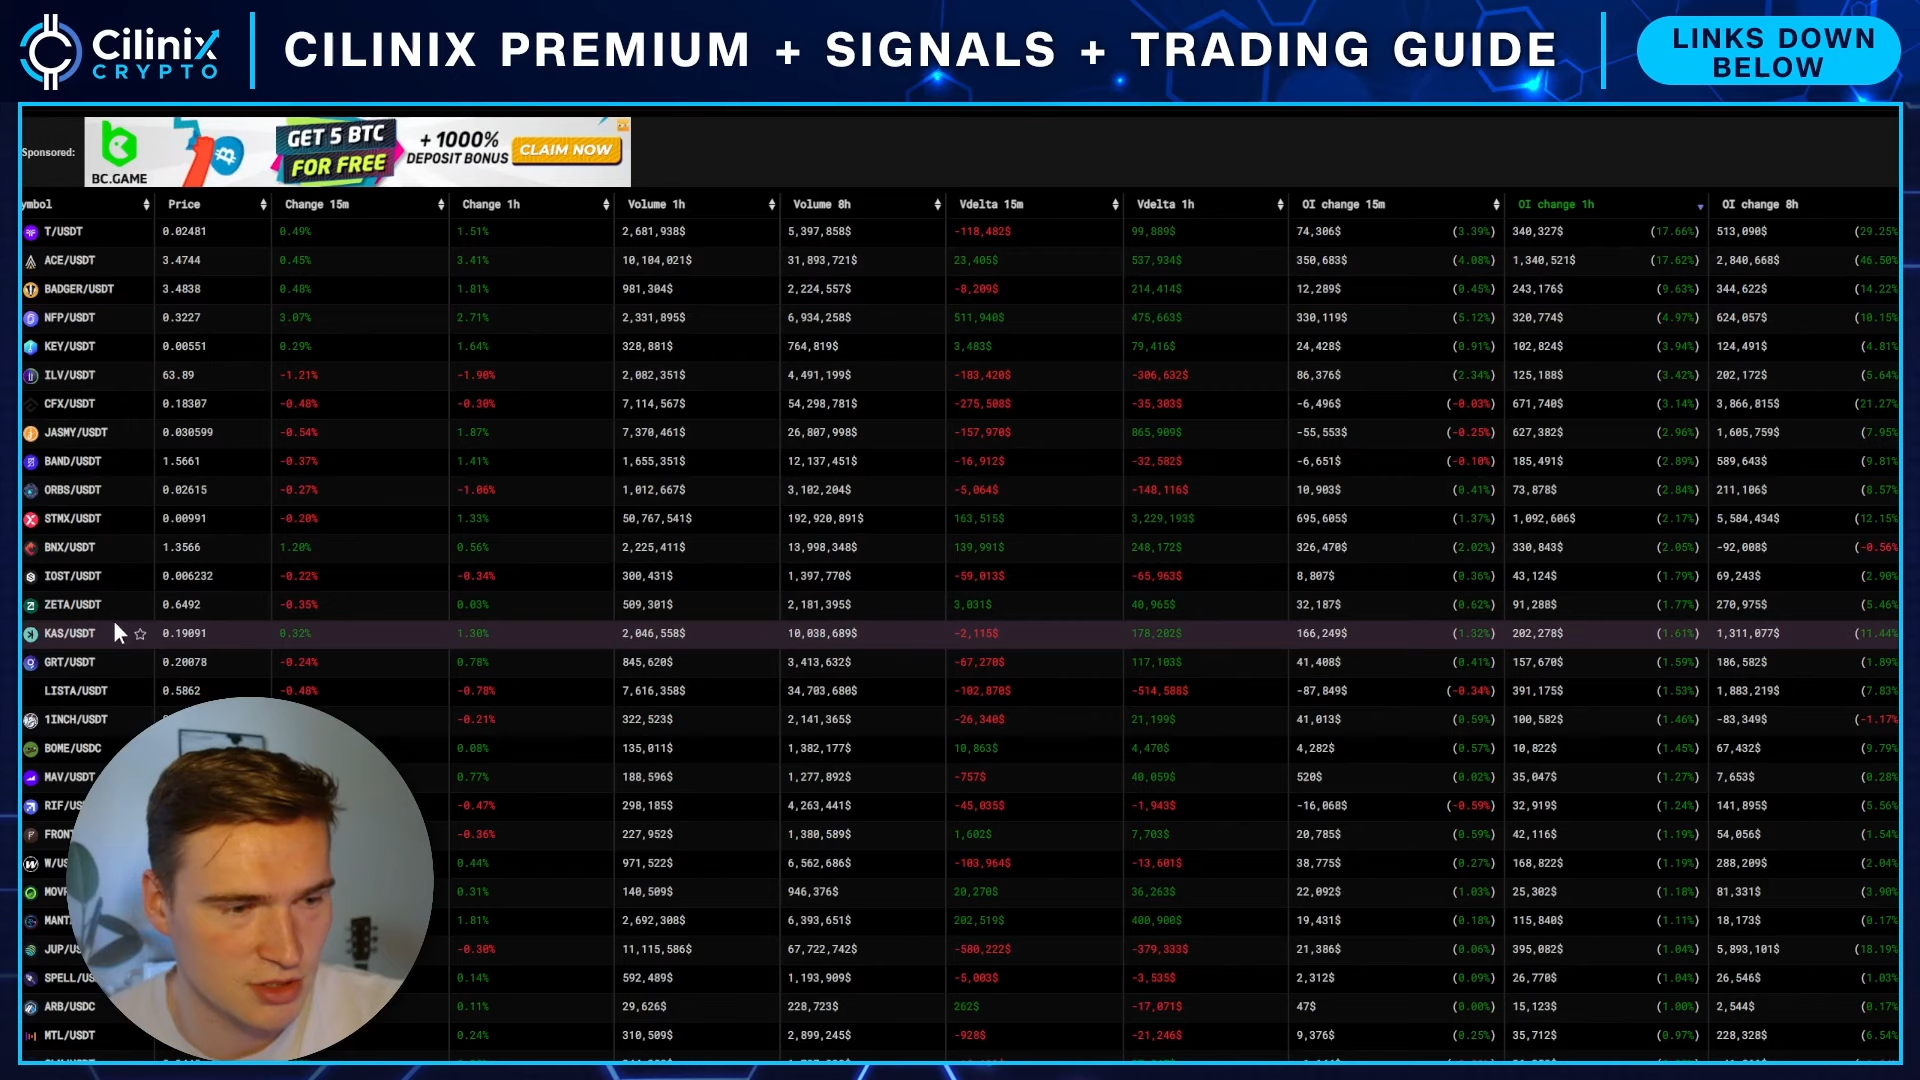 Cilinix
CRYPTO
CILINIX PREMIUM + SIGNALS + TRADING GUIDE
LINKS DOWN
BELOW
Sponsored:
BC.GAME
GET 5 BTC
FOR FREE
+ 1000%
DEPOSIT BONUS
CLAIM NOW
ymbol Price Change 15m Change 1h Volume 1h Volume 8h Vdelta 15m Vdelta 1h OI change 15m OI change 1h OI change 8h
T/USDT 0.02481 0.49% 1.51% 2,681,938$ 5,397,858$ -118,482$ 99,889$ 74,306$ (3.39%) 340,327$ (17.66%) 513,090$ (29.25%
ACE/USDT 3.4744 0.45% 3.41% 10,104,021$ 31,893,721$ 23,405$ 537,934$ 350,683$ (4.08%) 1,340,521$ (17.62%) 2,840,668$ (46.50%
BADGER/USDT 3.4838 0.48% 1.81% 981,304$ 2,224,557$ -8,209$ 214,414$ 12,289$ (0.45%) 243,176$ (9.63%) 344,622$ (14.22%
NFP/USDT 0.3227 3.07% 2.71% 2,331,895$ 6,934,258$ 511,940$ 475,663$ 330,119$ (5.12%) 320,774$ (4.97%) 624,057$ (10.15%
KEY/USDT 0.00551 0.29% 1.64% 328,881$ 764,819$ 3,483$ 79,416$ 24,428$ (0.91%) 102,824$ (3.94%) 124,491$ (4.81%
ILV/USDT 63.89 -1.21% -1.90% 2,082,351$ 4,491,199$ -183,420$ -306,632$ 86,376$ (2.34%) 125,188$ (3.42%) 202,172$ (5.64%
CFX/USDT 0.18307 -0.48% -0.30% 7,114,567$ 54,298,781$ -275,508$ -35,303$ -6,496$ (-0.03%) 671,740$ (3.14%) 3,866,815$ (21.27%
JASMY/USDT 0.030599 -0.54% 1.87% 7,370,461$ 26,807,998$ -157,970$ 865,909$ -55,553$ (-0.25%) 627,382$ (2.96%) 1,605,759$ (7.95%
BAND/USDT 1.5661 -0.37% 1.41% 1,655,351$ 12,137,451$ -16,912$ -32,582$ -6,651$ (-0.10%) 185,491$ (2.89%) 589,643$ (9.81%
ORBS/USDT 0.02615 -0.27% -1.06% 1,012,667$ 3,102,204$ -5,064$ -148,116$ 10,903$ (0.41%) 73,878$ (2.84%) 211,106$ (8.57%
STMX/USDT 0.00991 -0.20% 1.33% 50,767,541$ 192,920,891$ 163,515$ 3,229,193$ 695,605$ (1.37%) 1,092,606$ (2.17%) 5,584,434$ (12.15%
BNX/USDT 1.3566 1.20% 0.56% 2,225,411$ 13,998,348$ 139,991$ 248,172$ 326,470$ (2.02%) 330,843$ (2.05%) -92,008$ (-0.56%
IOST/USDT 0.006232 -0.22% -0.34% 300,431$ 1,397,770$ -59,013$ -65,963$ 8,807$ (0.36%) 43,124$ (1.79%) 69,243$ (2.90%
ZETA/USDT 0.6492 -0.35% 0.03% 509,301$ 2,181,395$ 3,031$ 40,965$ 32,187$ (0.62%) 91,288$ (1.77%) 270,975$ (5.46%
KAS/USDT 0.19091 0.32% 1.30% 2,046,558$ 10,038,689$ -2,115$ 178,202$ 166,249$ (1.32%) 202,278$ (1.61%) 1,311,077$ (11.44%
GRT/USDT 0.20078 -0.24% 0.78% 845,620$ 3,413,632$ -67,270$ 117,103$ 41,408$ (0.41%) 157,670$ (1.59%) 186,582$ (1.89%
LISTA/USDT 0.5862 -0.48% -0.78% 7,616,358$ 34,703,680$ -102,870$ -514,588$ -87,849$ (-0.34%) 391,175$ (1.53%) 1,883,219$ (7.83%
1INCH/USDT -0.21% 322,523$ 2,141,365$ -26,340$ 21,199$ 41,013$ (0.59%) 100,582$ (1.46%) -83,349$ (-1.17%
BOME/USDC 0.08% 135,011$ 1,382,177$ 10,863$ 4,470$ 4,282$ (0.57%) 10,822$ (1.45%) 67,432$ (9.79%
MAV/USDT 0.77% 188,596$ 1,277,892$ -757$ 40,059$ 520$ (0.02%) 35,047$ (1.27%) 7,653$ (0.28%
RIF/US -0.47% 298,185$ 4,263,441$ -45,035$ -1,943$ -16,068$ (-0.59%) 32,919$ (1.24%) 141,895$ (5.56%
FRONT -0.36% 227,952$ 1,380,589$ 1,602$ 7,703$ 20,785$ (0.59%) 42,116$ (1.19%) 54,056$ (1.54%
W/US 0.44% 971,522$ 6,562,686$ -103,964$ -13,601$ 38,775$ (0.27%) 168,822$ (1.19%) 288,209$ (2.04%
MOVR 0.31% 140,509$ 946,376$ 20,270$ 36,263$ 22,092$ (1.03%) 25,302$ (1.18%) 81,331$ (3.90%
MANT 1.81% 2,692,308$ 6,393,651$ 202,519$ 400,900$ 19,431$ (0.18%) 115,840$ (1.11%) 18,173$ (0.17%
JUP/US -0.30% 11,115,586$ 67,722,742$ -580,222$ -379,333$ 21,386$ (0.06%) 395,082$ (1.04%) 5,893,101$ (18.19%
SPELL/US 0.14% 592,489$ 1,193,909$ -5,003$ -3,535$ 2,312$ (0.09%) 26,770$ (1.04%) 26,546$ (1.03%
ARB/USDC 0.11% 29,626$ 228,723$ 262$ -17,071$ 47$ (0.00%) 15,123$ (1.00%) 2,544$ (0.17%
MTL/USDT 0.24% 310,509$ 2,899,245$ -928$ -21,246$ 9,376$ (0.25%) 35,712$ (0.97%) 228,328$ (6.54%